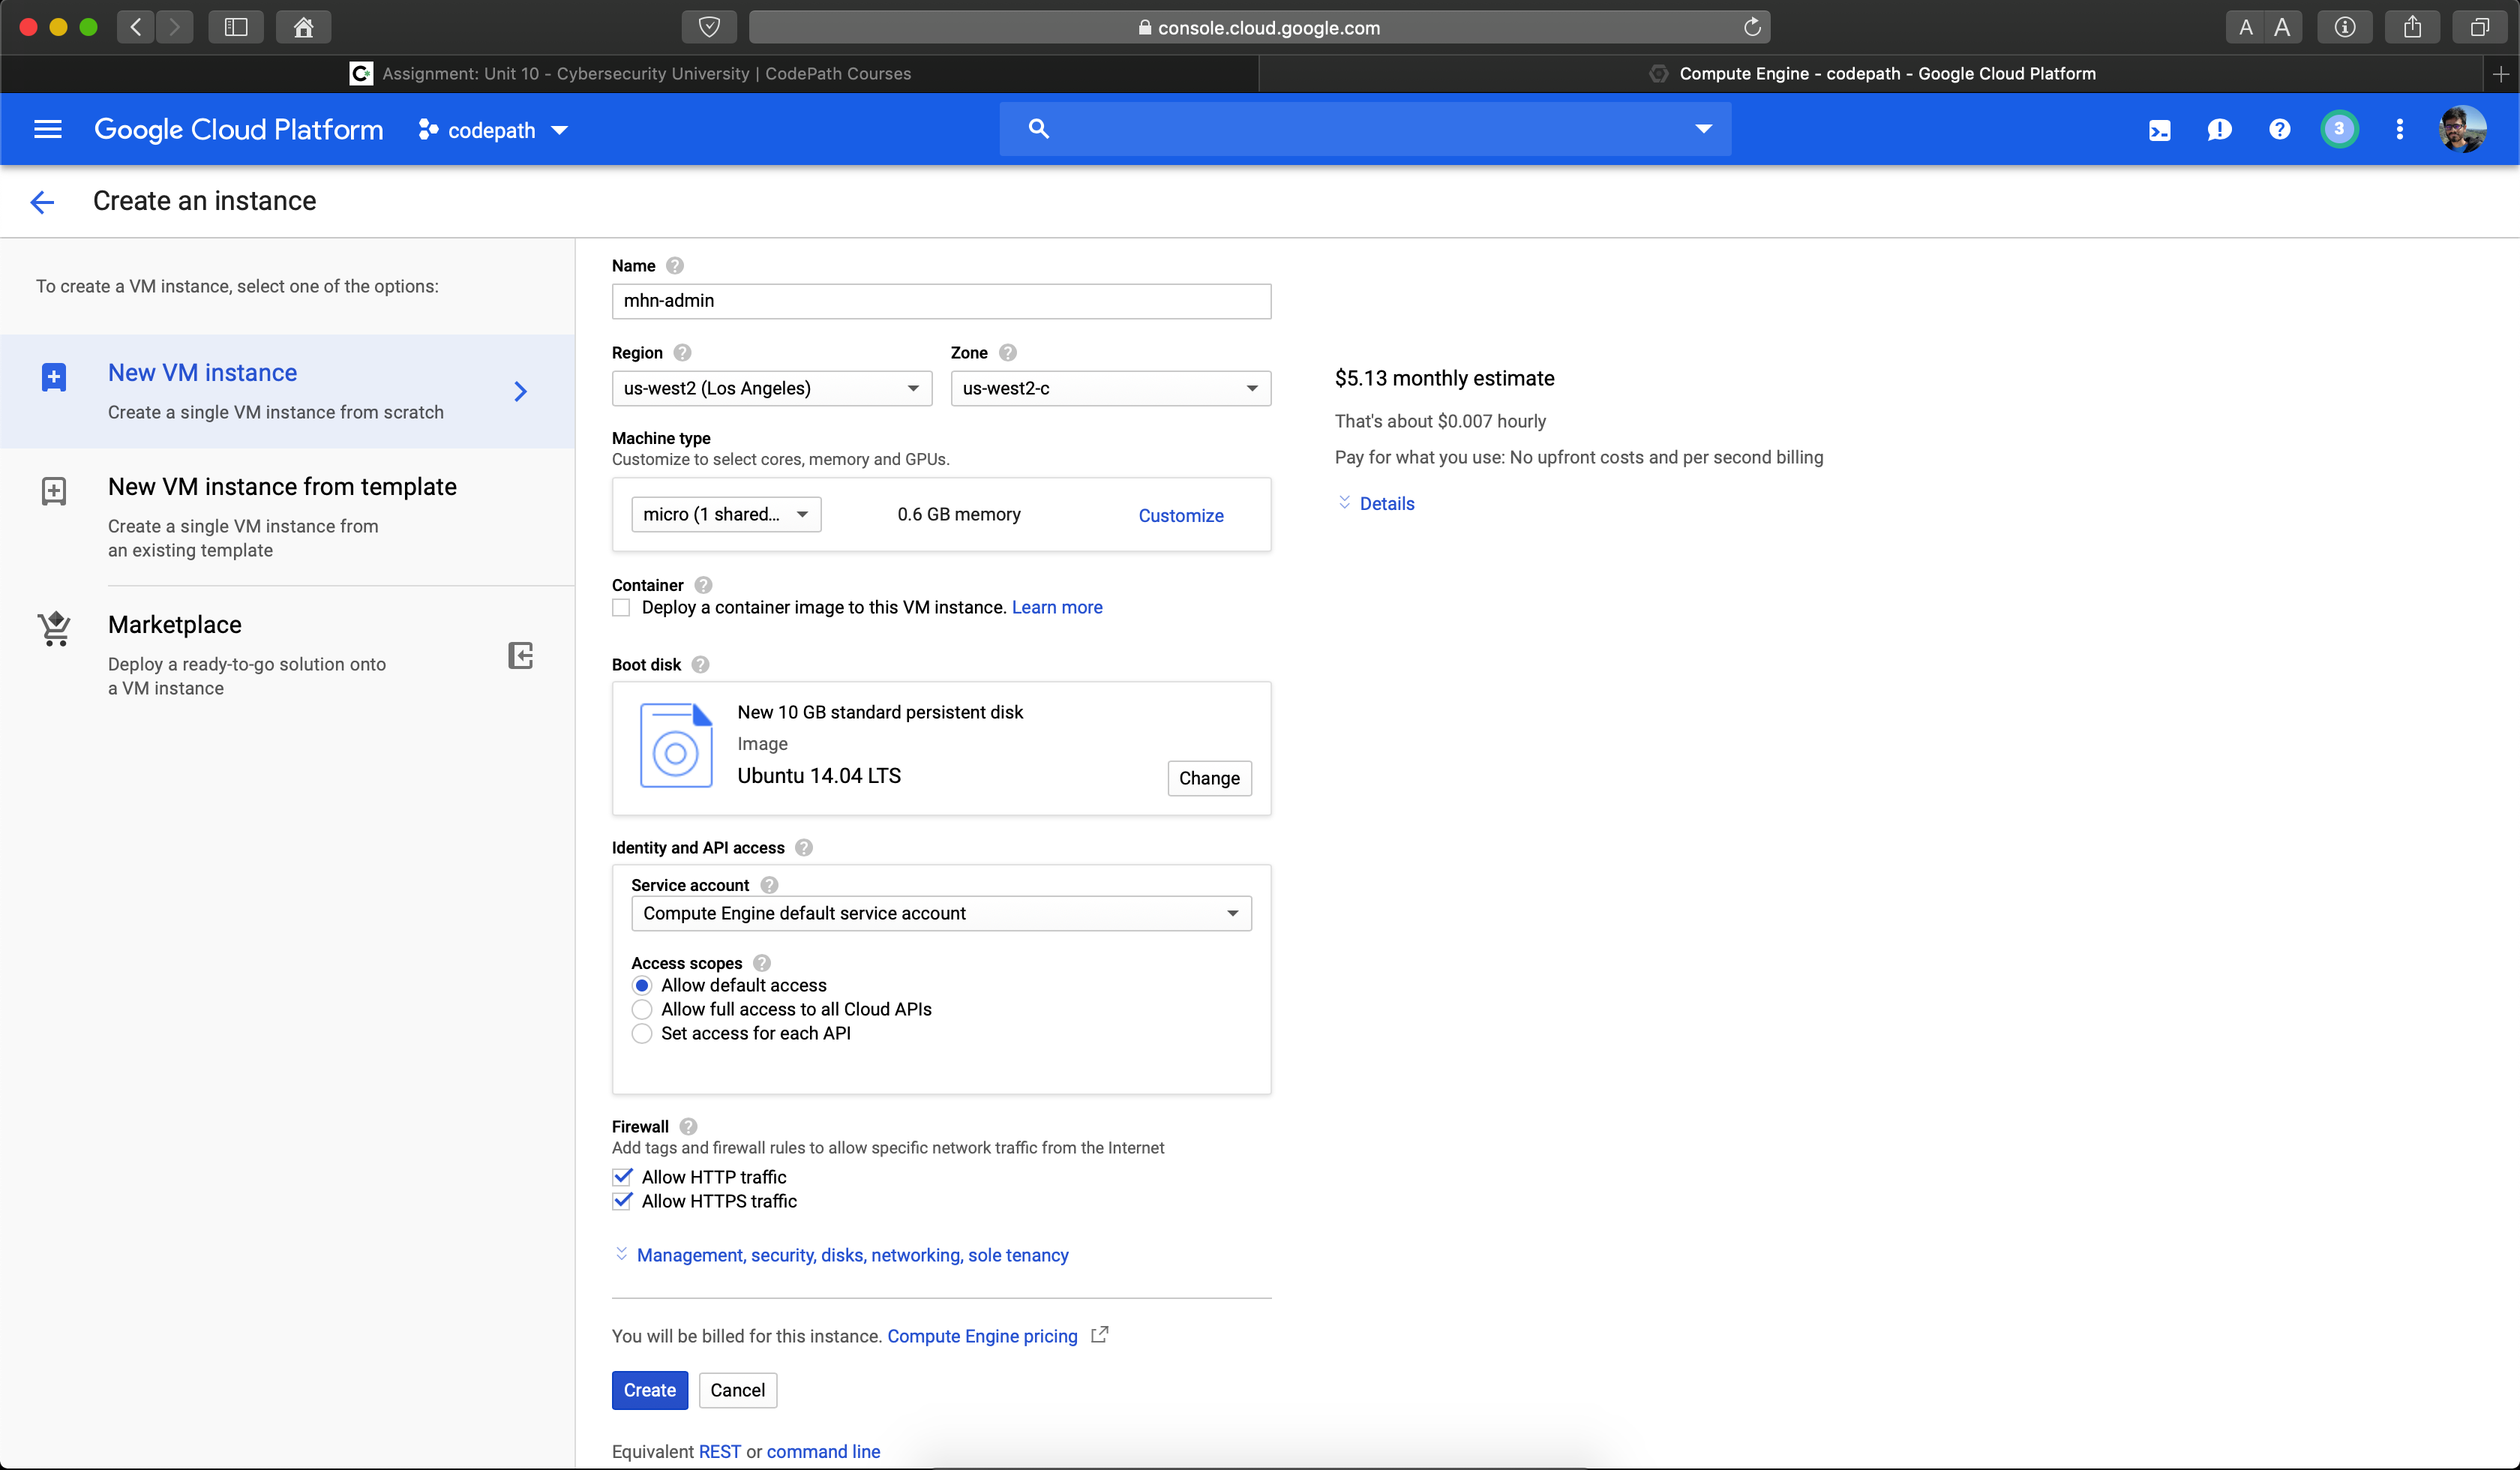 console.cloud.google.com
A A
Assignment: Unit 10 - Cybersecurity University | CodePath Courses
Compute Engine - codepath - Google Cloud Platform
Google Cloud Platform
codepath
3
Create an instance
To create a VM instance, select one of the options:
New VM instance
Create a single VM instance from scratch
New VM instance from template
Create a single VM instance from
an existing template
Marketplace
Deploy a ready-to-go solution onto
a VM instance
Name
mhn-admin
Region
Zone
us-west2 (Los Angeles)
us-west2-c
Machine type
Customize to select cores, memory and GPUs.
micro (1 shared...
0.6 GB memory
Customize
Container
Deploy a container image to this VM instance. Learn more
Boot disk
New 10 GB standard persistent disk
Image
Ubuntu 14.04 LTS
Change
Identity and API access
Service account
Compute Engine default service account
Access scopes
Allow default access
Allow full access to all Cloud APIs
Set access for each API
Firewall
Add tags and firewall rules to allow specific network traffic from the Internet
Allow HTTP traffic
Allow HTTPS traffic
Management, security, disks, networking, sole tenancy
You will be billed for this instance. Compute Engine pricing
Create
Cancel
Equivalent REST or command line
$5.13 monthly estimate
That's about $0.007 hourly
Pay for what you use: No upfront costs and per second billing
Details